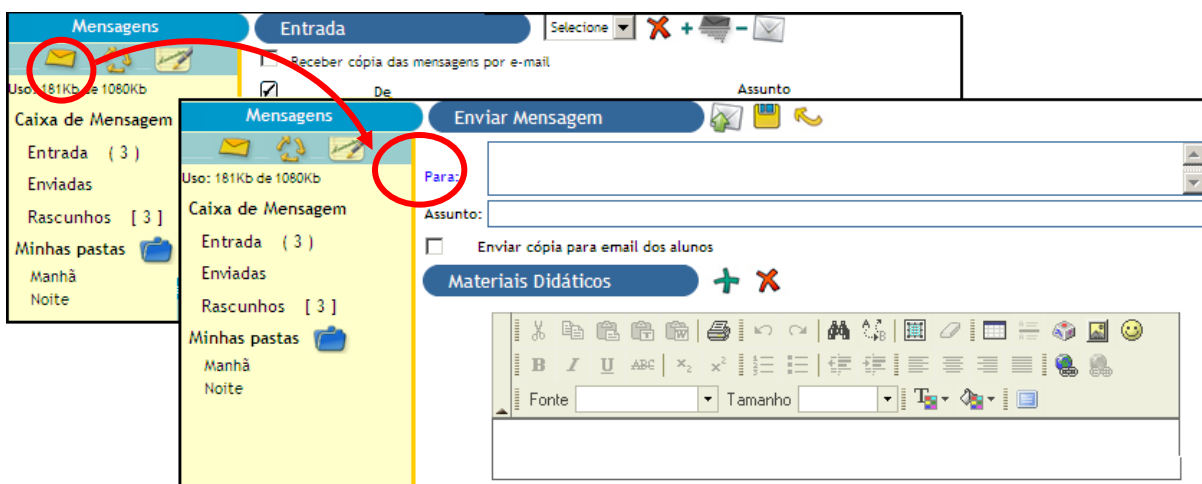 Mensagens
Entrada
Selecione
Receber cópia das mensagens por e-mail
Uso: 181Kb de 1080Kb
De
Assunto
Caixa de Mensagem
Entrada ( 3 )
Enviadas
Rascunhos [ 3 ]
Minhas pastas
Manhã
Noite
Mensagens
Enviar Mensagem
Uso: 181Kb de 1080Kb
Para:
Caixa de Mensagem
Assunto:
Entrada ( 3 )
Enviar cópia para email dos alunos
Enviadas
Materiais Didáticos
Rascunhos [ 3 ]
Minhas pastas
Manhã
Noite
B I U ABC x₂ x²
Fonte Tamanho